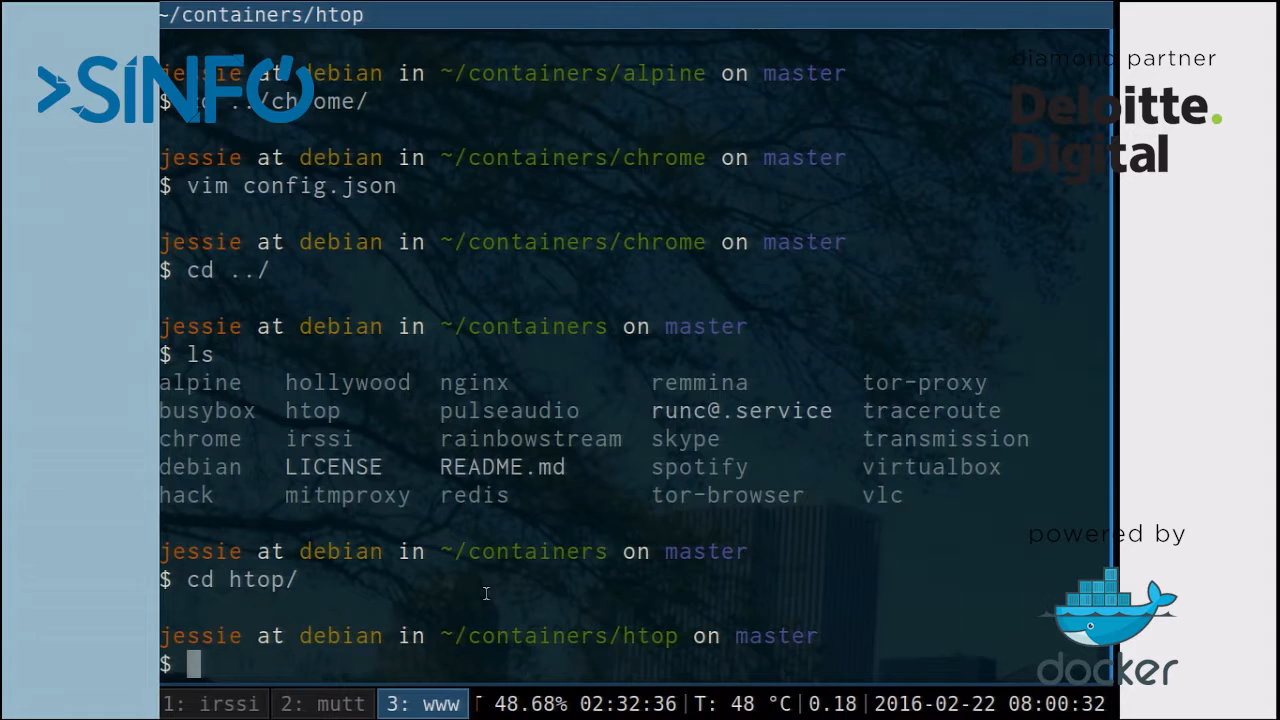 ~/containers/htop
>SINFO
diamond partner
Deloitte.
Digital
jessie at debian in ~/containers/alpine on master
$ cd ../chrome/
jessie at debian in ~/containers/chrome on master
$ vim config.json
jessie at debian in ~/containers/chrome on master
$ cd ../
jessie at debian in ~/containers on master
$ ls
alpine hollywood nginx remmina tor-proxy
busybox htop pulseaudio runc@.service traceroute
chrome irssi rainbowstream skype transmission
debian LICENSE README.md spotify virtualbox
hack mitmproxy redis tor-browser vlc
jessie at debian in ~/containers on master
$ cd htop/
jessie at debian in ~/containers/htop on master
$
powered by
docker
1: irssi 2: mutt 3: www 48.68% 02:32:36|T: 48 °C|0.18|2016-02-22 08:00:32